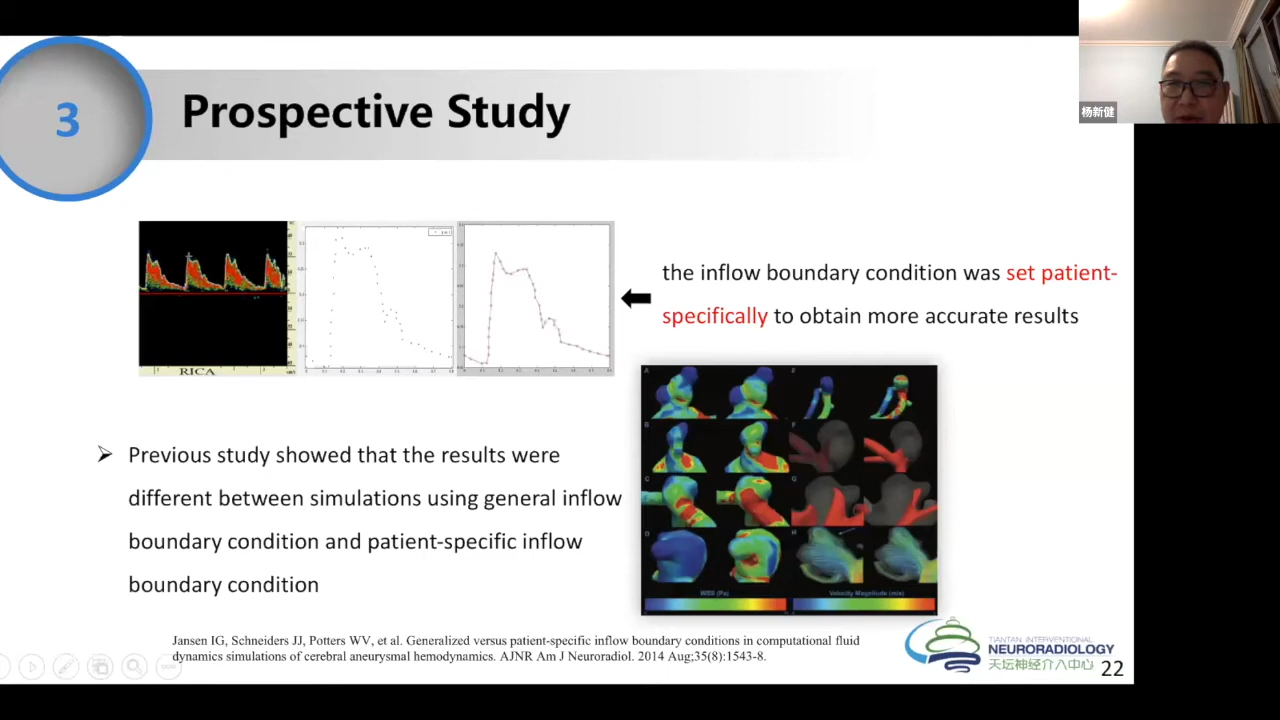 3
Prospective Study
杨新健
RICA
the inflow boundary condition was set patient-
specifically to obtain more accurate results
Previous study showed that the results were
different between simulations using general inflow
boundary condition and patient-specific inflow
boundary condition
A
E
B
F
C
G
D
H
WSS (Pa)
Velocity Magnitude (m/s)
Jansen IG, Schneiders JJ, Potters WV, et al. Generalized versus patient-specific inflow boundary conditions in computational fluid
dynamics simulations of cerebral aneurysmal hemodynamics. AJNR Am J Neuroradiol. 2014 Aug;35(8):1543-8.
TIANTAN INTERVENTIONAL
NEURORADIOLOGY
天坛神经介入中心
22